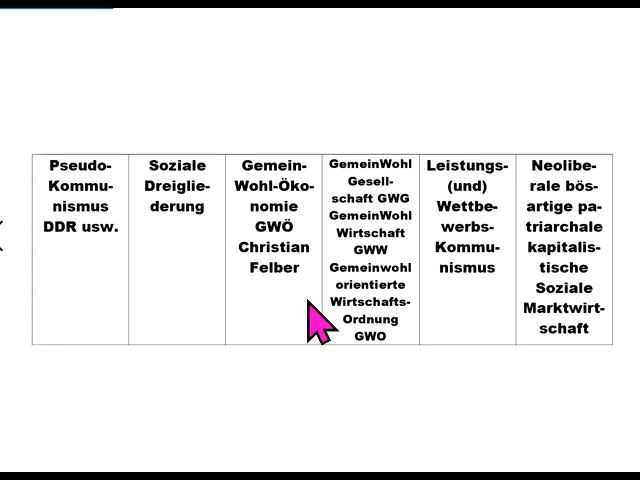 Pseudo-
Kommu-
nismus
DDR usw.
Soziale
Dreiglie-
derung
Gemein-
Wohl-Öko-
nomie
GWÖ
Christian
Felber
GemeinWohl
Gesell-
schaft GWG
GemeinWohl
Wirtschaft
GWW
Gemeinwohl
orientierte
Wirtschafts-
Ordnung
GWO
Leistungs-
(und)
Wettbe-
werbs-
Kommu-
nismus
Neolibe-
rale bös-
artige pa-
triarchale
kapitalis-
tische
Soziale
Marktwirt-
schaft